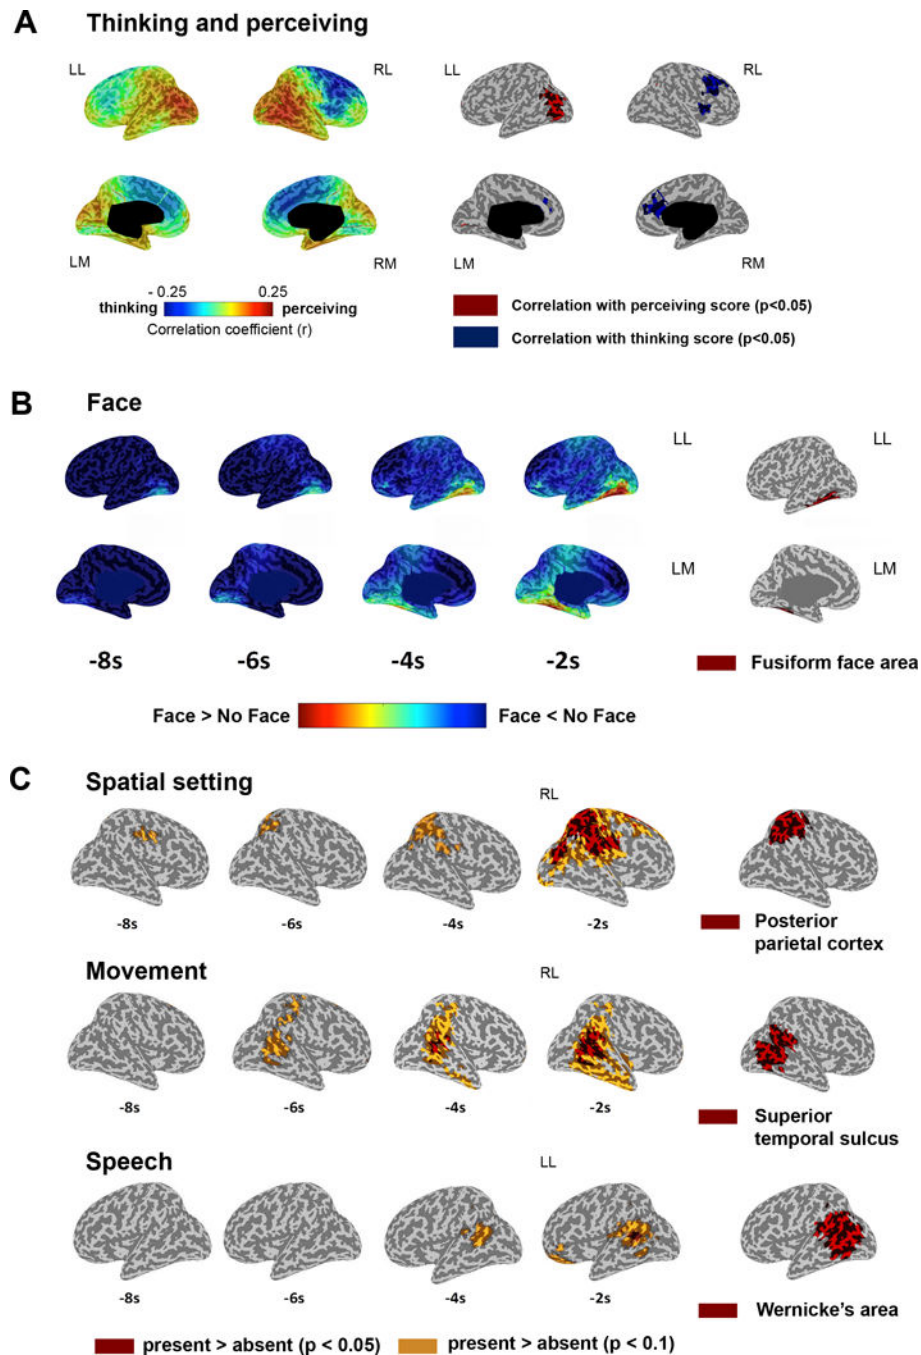 A Thinking and perceiving
LL RL LL RL
LM RM LM RM
- 0.25 0.25
thinking perceiving
Correlation coefficient (r)
Correlation with perceiving score (p<0.05)
Correlation with thinking score (p<0.05)
B Face
LL LL
LM LM
-8s -6s -4s -2s
Fusiform face area
Face > No Face Face < No Face
C Spatial setting
RL
-8s -6s -4s -2s
Posterior
parietal cortex
Movement
RL
-8s -6s -4s -2s
Superior
temporal sulcus
Speech
LL
-8s -6s -4s -2s
Wernicke's area
present > absent (p < 0.05) present > absent (p < 0.1)